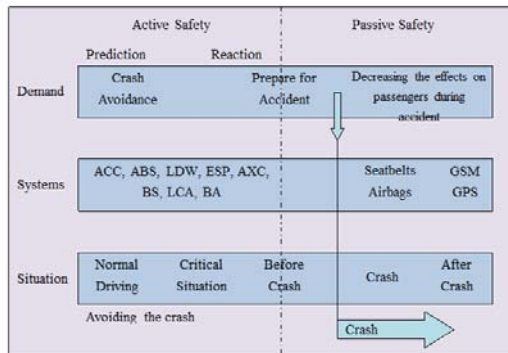 Active Safety
Passive Safety
Prediction
Reaction
Demand
Crash
Avoidance
Prepare for
Accident
Decreasing the effects on
passengers during
accident
Systems
ACC, ABS, LDW, ESP, AXC,
BS, LCA, BA
Seatbelts
Airbags
GSM
GPS
Situation
Normal
Driving
Critical
Situation
Before
Crash
Crash
After
Crash
Avoiding the crash
Crash